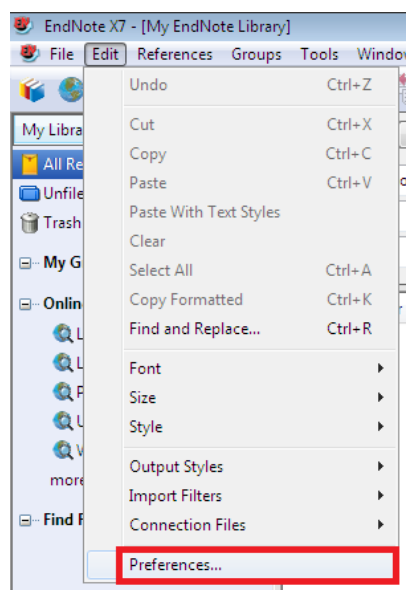 EndNote X7 - [My EndNote Library]
File Edit References Groups Tools
My Libra
All Re
Unfile
Trash
My G
Onlin
more
Find
Undo Ctrl+Z
Cut Ctrl+X
Copy Ctrl+C
Paste Ctrl+V
Paste With Text Styles
Clear
Select All Ctrl+A
Copy Formatted Ctrl+K
Find and Replace... Ctrl+R
Font
Size
Style
Output Styles
Import Filters
Connection Files
Preferences...